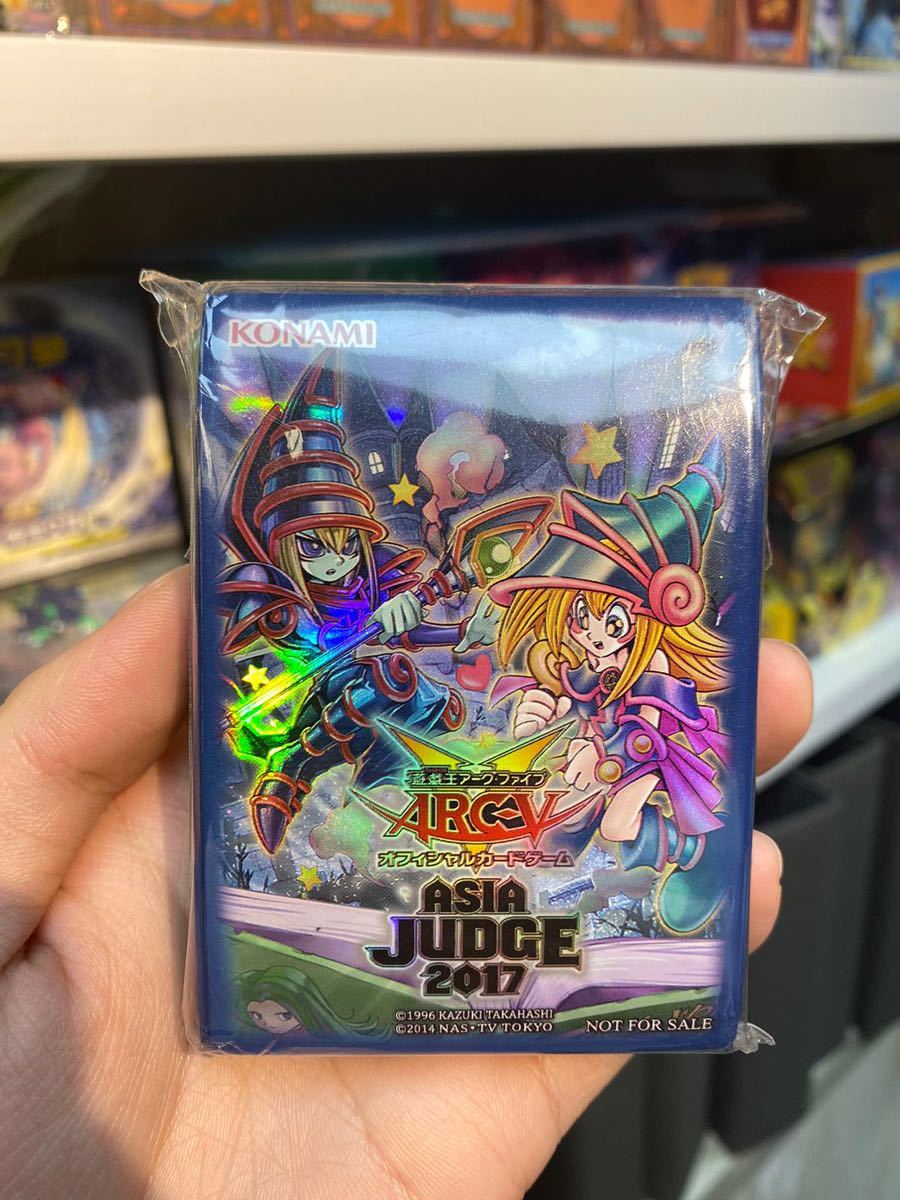 KONAMI
遊戯王アーク・ファイブ
ARC-V
オフィシャルカードゲーム
ASIA
JUDGE
2017
©1996 KAZUKI TAKAHASHI
©2014 NAS・TV TOKYO
NOT FOR SALE